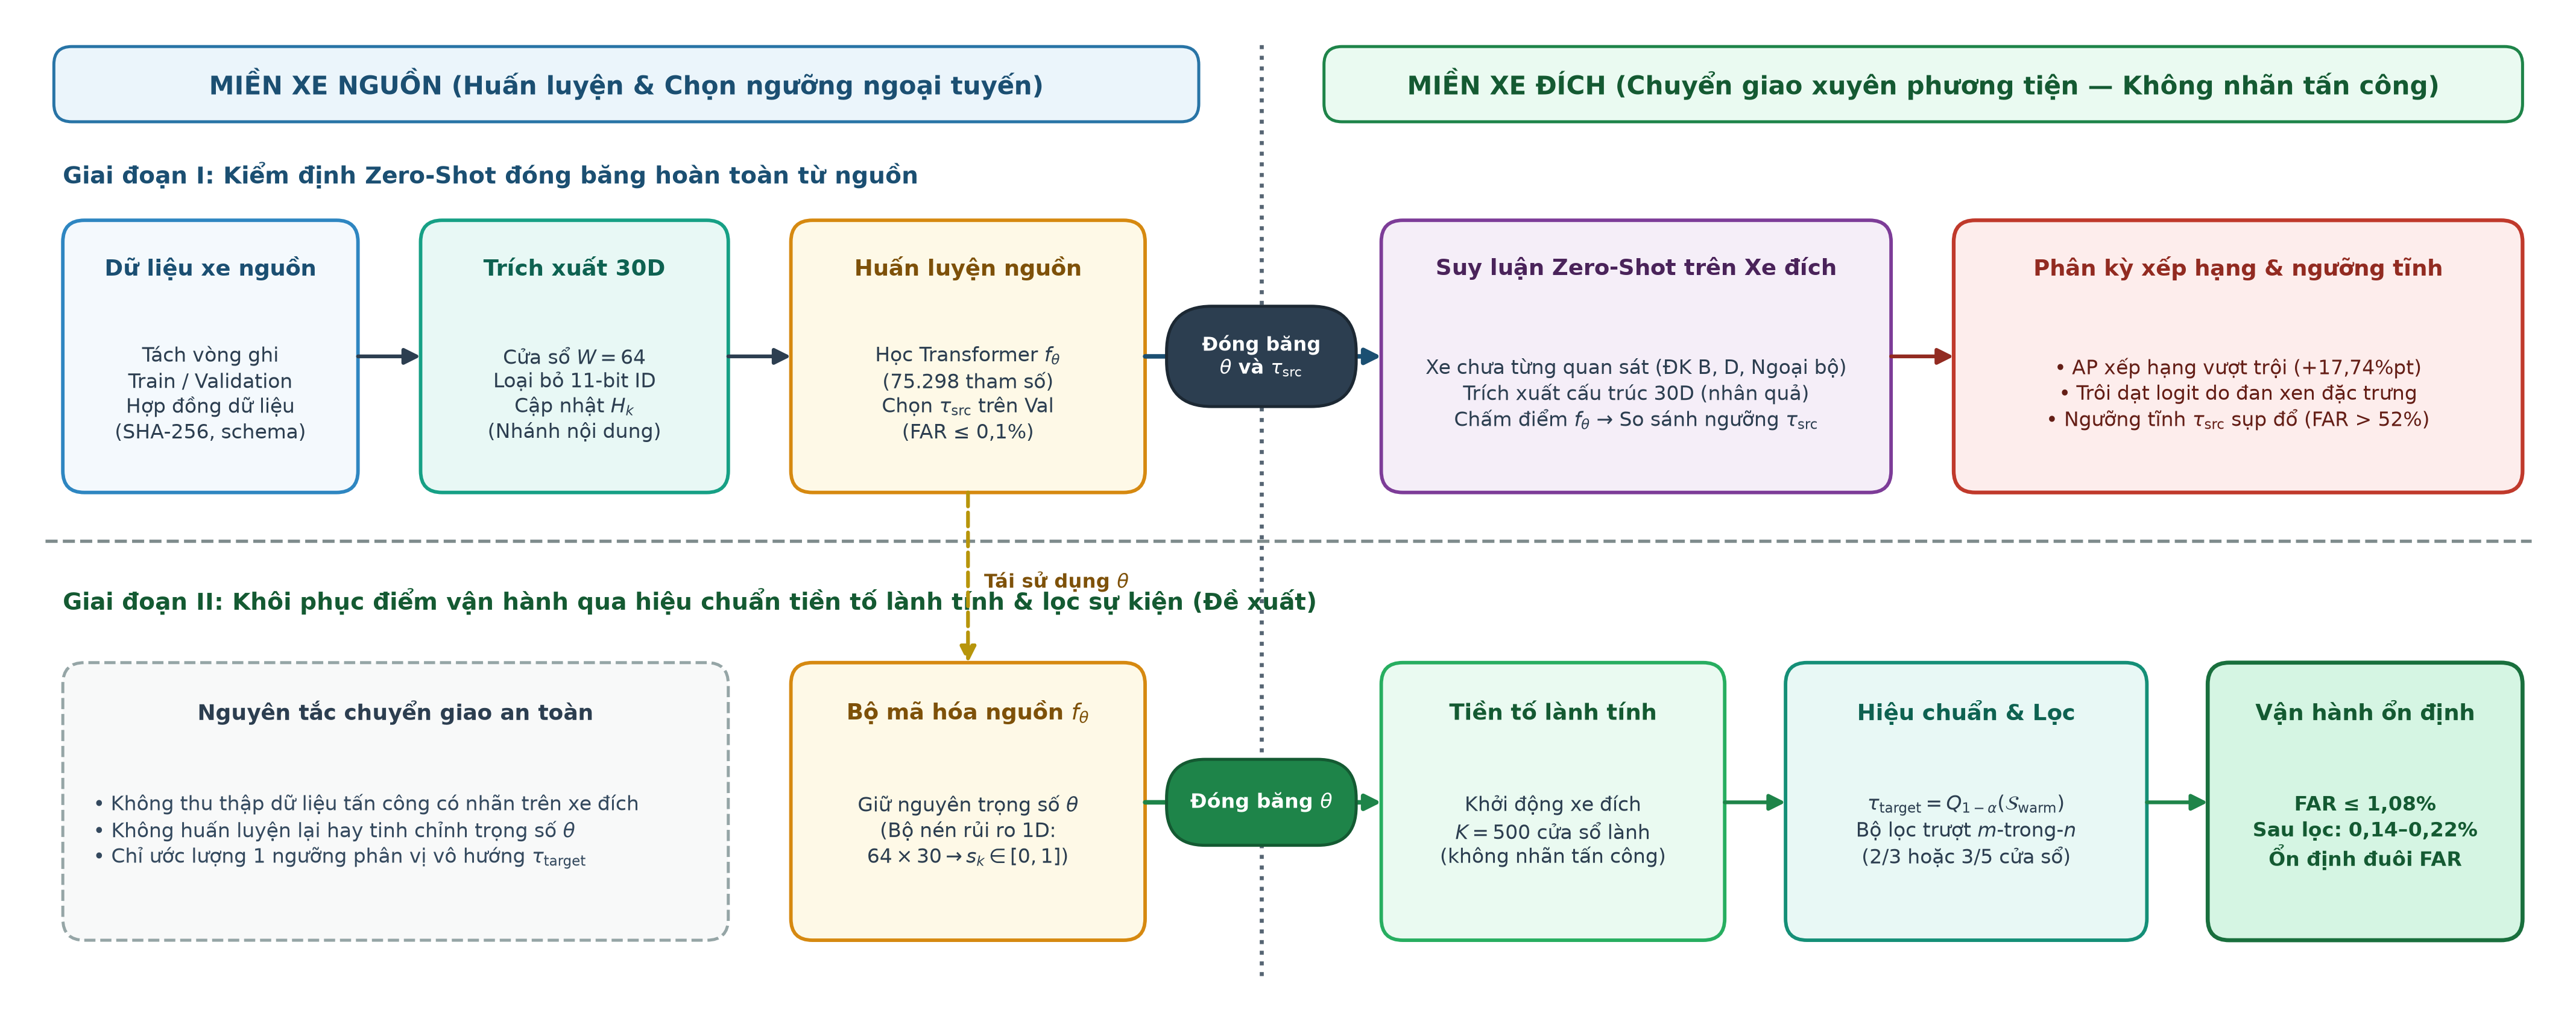 MIỀN XE NGUỒN (Huấn luyện & Chọn ngưỡng ngoại tuyến)
MIỀN XE ĐÍCH (Chuyển giao xuyên phương tiện — Không nhãn tấn công)
Giai đoạn I: Kiểm định Zero-Shot đóng băng hoàn toàn từ nguồn
Dữ liệu xe nguồn
Tách vòng ghi
Train / Validation
Hợp đồng dữ liệu
(SHA-256, schema)
Trích xuất 30D
Cửa sổ W = 64
Loại bỏ 11-bit ID
Cập nhật H_k
(Nhánh nội dung)
Huấn luyện nguồn
Học Transformer f_θ
(75.298 tham số)
Chọn τ_src trên Val
(FAR ≤ 0,1%)
Đóng băng
θ và τ_src
Suy luận Zero-Shot trên Xe đích
Xe chưa từng quan sát (ĐK B, D, Ngoại bộ)
Trích xuất cấu trúc 30D (nhân quả)
Chấm điểm f_θ → So sánh ngưỡng τ_src
Phân kỳ xếp hạng & ngưỡng tĩnh
• AP xếp hạng vượt trội (+17,74%pt)
• Trôi dạt logit do đan xen đặc trưng
• Ngưỡng tĩnh τ_src sụp đổ (FAR > 52%)
Tái sử dụng θ
Giai đoạn II: Khôi phục điểm vận hành qua hiệu chuẩn tiền tố lành tính & lọc sự kiện (Đề xuất)
Nguyên tắc chuyển giao an toàn
• Không thu thập dữ liệu tấn công có nhãn trên xe đích
• Không huấn luyện lại hay tinh chỉnh trọng số θ
• Chỉ ước lượng 1 ngưỡng phân vị vô hướng τ_target
Bộ mã hóa nguồn f_θ
Giữ nguyên trọng số θ
(Bộ nén rủi ro 1D:
64 × 30 → s_k ∈ [0, 1])
Đóng băng θ
Tiền tố lành tính
Khởi động xe đích
K = 500 cửa sổ lành
(không nhãn tấn công)
Hiệu chuẩn & Lọc
τ_target = Q_{1−α}(𝒮_warm)
Bộ lọc trượt m-trong-n
(2/3 hoặc 3/5 cửa sổ)
Vận hành ổn định
FAR ≤ 1,08%
Sau lọc: 0,14–0,22%
Ổn định đuôi FAR